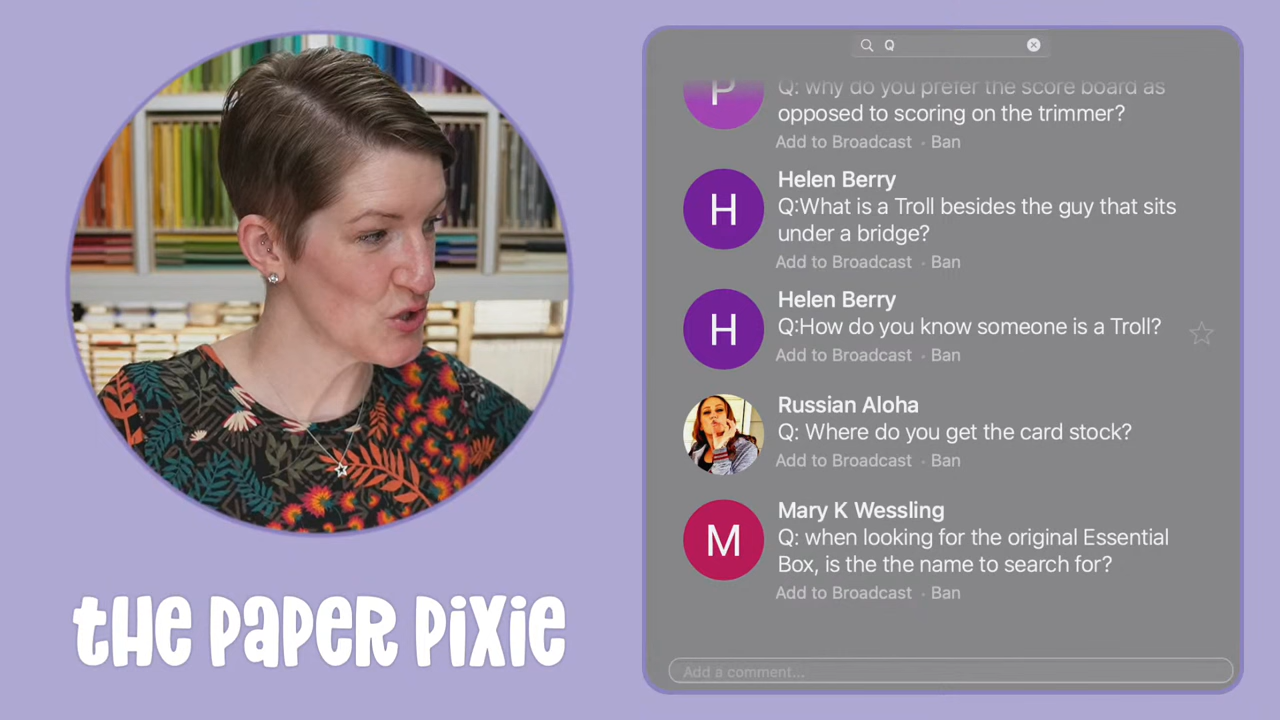 Q
P
Q: why do you prefer the score board as
opposed to scoring on the trimmer?
Add to Broadcast · Ban
H
Helen Berry
Q:What is a Troll besides the guy that sits
under a bridge?
Add to Broadcast · Ban
H
Helen Berry
Q:How do you know someone is a Troll?
Add to Broadcast · Ban
Russian Aloha
Q: Where do you get the card stock?
Add to Broadcast · Ban
M
Mary K Wessling
Q: when looking for the original Essential
Box, is the the name to search for?
Add to Broadcast · Ban
Add a comment...
the paper pixie